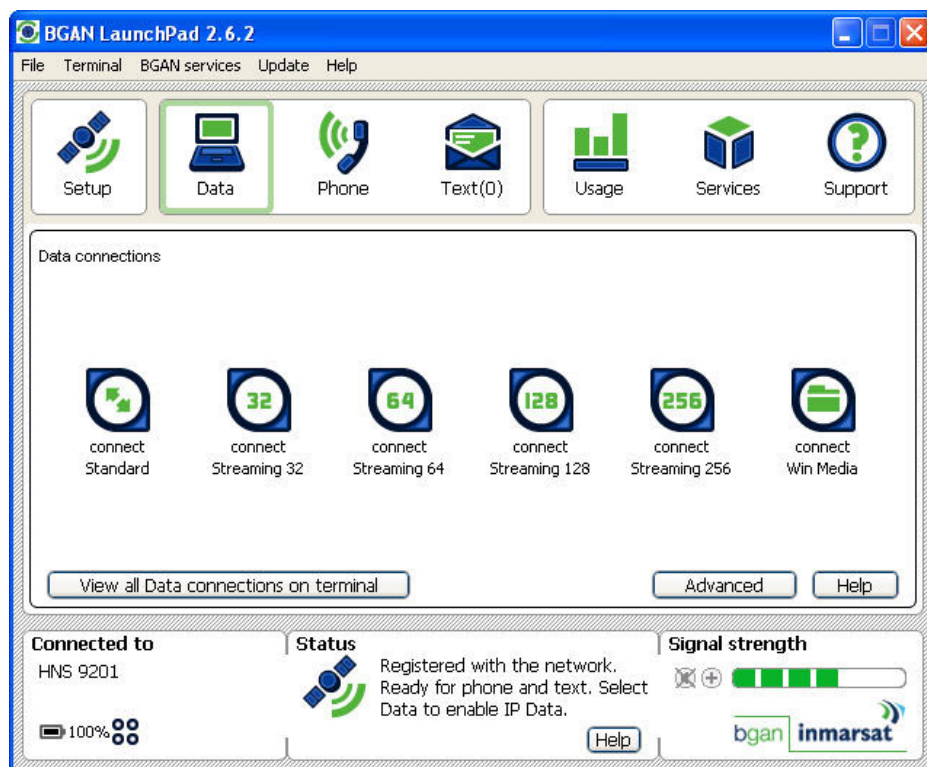 BGAN LaunchPad 2.6.2
File Terminal BGAN services Update Help
Setup
Data
Phone
Text(0)
Usage
Services
Support
Data connections
32
64
128
256
connect
Standard
connect
Streaming 32
connect
Streaming 64
connect
Streaming 128
connect
Streaming 256
connect
Win Media
View all Data connections on terminal
Advanced
Help
Connected to
HNS 9201
100%
Status
Registered with the network.
Ready for phone and text. Select
Data to enable IP Data.
Help
Signal strength
bgan inmarsat